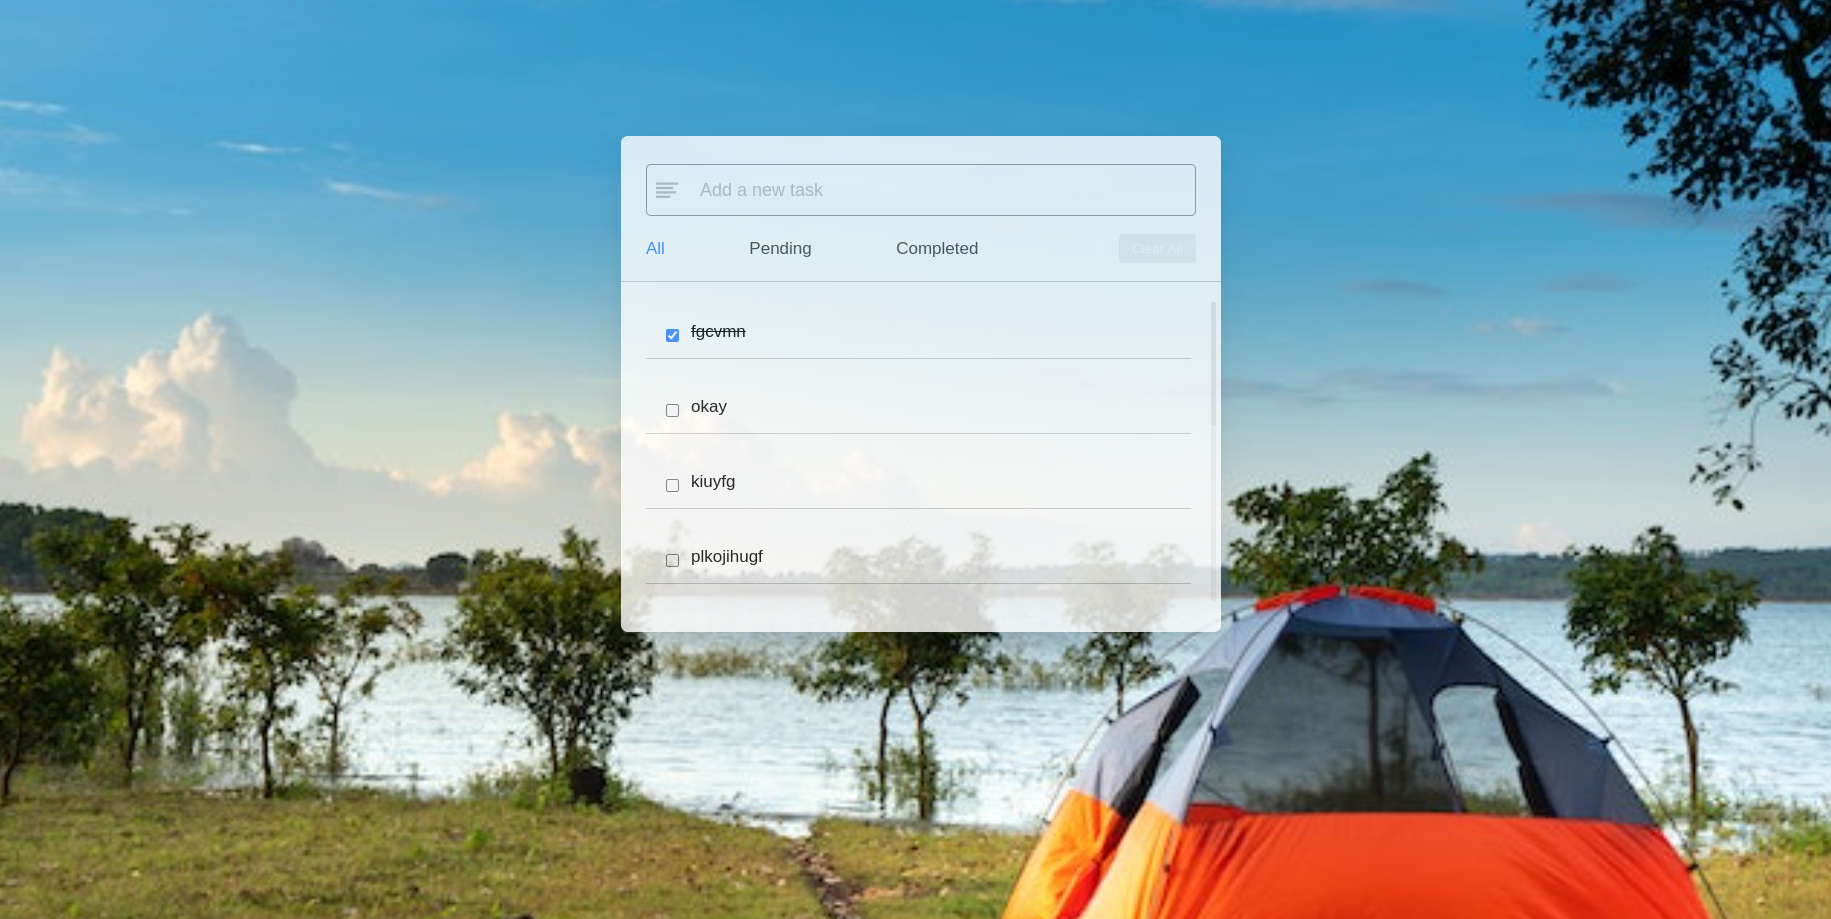 Add a new task
All Pending Completed Clear All
fgcvmn
okay
kiuyfg
plkojihugf